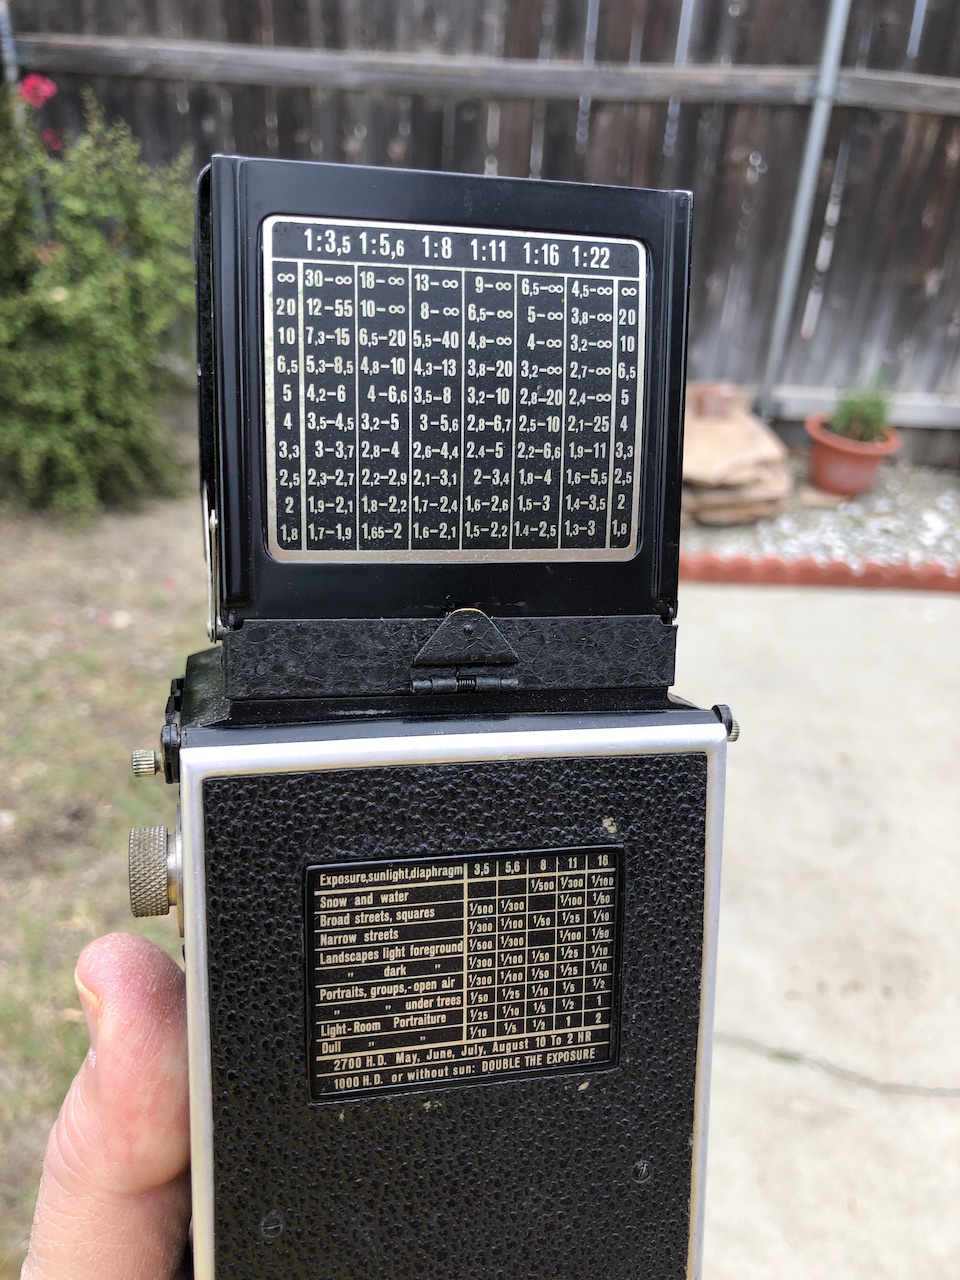 1:3,5 1:5,6 1:8 1:11 1:16 1:22
∞ 30-∞ 18-∞ 13-∞ 9-∞ 6,5-∞ 4,5-∞ ∞
20 12-55 10-∞ 8-∞ 6,5-∞ 5-∞ 3,8-∞ 20
10 7,3-15 6,5-20 5,5-40 4,8-∞ 4-∞ 3,2-∞ 10
6,5 5,3-8,5 4,8-10 4,3-13 3,8-20 3,2-∞ 2,7-∞ 6,5
5 4,2-6 4-6,6 3,5-8 3,2-10 2,8-20 2,4-∞ 5
4 3,5-4,5 3,2-5 3-5,6 2,8-6,7 2,5-10 2,1-25 4
3,3 3-3,7 2,8-4 2,6-4,4 2,4-5 2,2-6,6 1,9-11 3,3
2,5 2,3-2,7 2,2-2,9 2,1-3,1 2-3,4 1,8-4 1,6-5,5 2,5
2 1,9-2,1 1,8-2,2 1,7-2,4 1,6-2,6 1,5-3 1,4-3,5 2
1,8 1,7-1,9 1,65-2 1,6-2,1 1,5-2,2 1,4-2,5 1,3-3 1,8
Exposure,sunlight,diaphragm 3,5 5,6 8 11 16
Snow and water 1/500 1/300 1/100
Broad streets, squares 1/500 1/300 1/100 1/50
Narrow streets 1/300 1/100 1/50 1/25 1/10
Landscapes light foreground 1/500 1/300 1/100 1/50
" dark " 1/300 1/100 1/50 1/25 1/10
Portraits, groups,-open air 1/300 1/100 1/50 1/25 1/10
" " under trees 1/50 1/25 1/10 1/5 1/2
Light-Room Portraiture 1/25 1/10 1/5 1/2 1
Dull " " 1/10 1/5 1/2 1 2
2700 H.D. May, June, July, August 10 To 2 HR
1000 H.D. or without sun: DOUBLE THE EXPOSURE